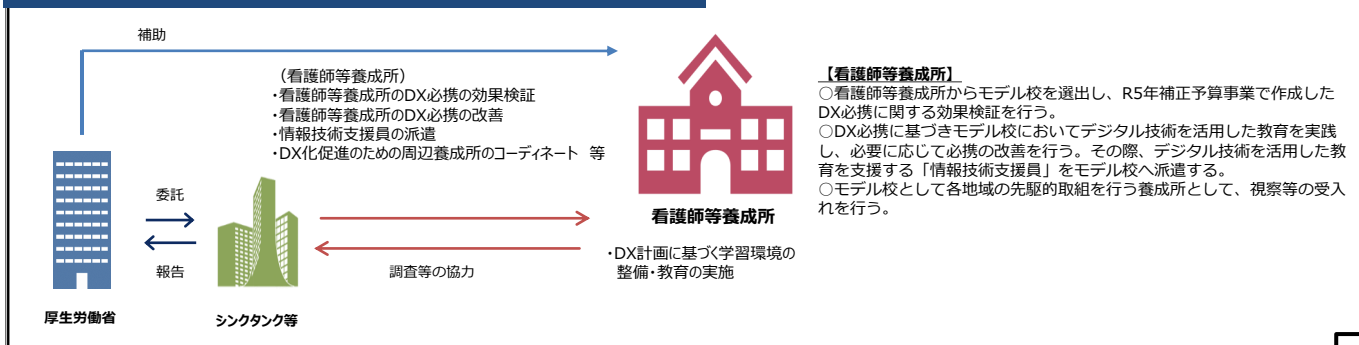 補助
（看護師等養成所）
・看護師等養成所のDX必携の効果検証
・看護師等養成所のDX必携の改善
・情報技術支援員の派遣
・DX化促進のための周辺養成所のコーディネート 等
委託
報告
調査等の協力
厚生労働省
シンクタンク等
看護師等養成所
・DX計画に基づく学習環境の
整備・教育の実施
【看護師等養成所】
○看護師等養成所からモデル校を選出し、R5年補正予算事業で作成した
DX必携に関する効果検証を行う。
○DX必携に基づきモデル校においてデジタル技術を活用した教育を実践
し、必要に応じて必携の改善を行う。その際、デジタル技術を活用した教
育を支援する「情報技術支援員」をモデル校へ派遣する。
○モデル校として各地域の先駆的取組を行う養成所として、視察等の受入
れを行う。